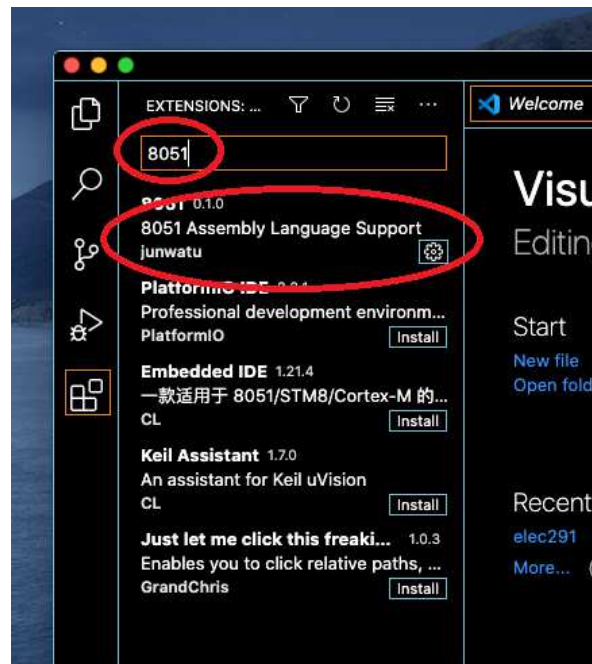 EXTENSIONS: ...
Welcome
8051
Visu
Editin
8051 0.1.0
8051 Assembly Language Support
junwatu
PlatformIO IDE
Professional development environm...
PlatformIO
Install
Embedded IDE 1.21.4
一款适用于 8051/STM8/Cortex-M 的...
CL
Install
Keil Assistant 1.7.0
An assistant for Keil uVision
CL
Install
Just let me click this freaki... 1.0.3
Enables you to click relative paths, ...
GrandChris
Install
Start
New file
Open fold
Recent
elec291
More...